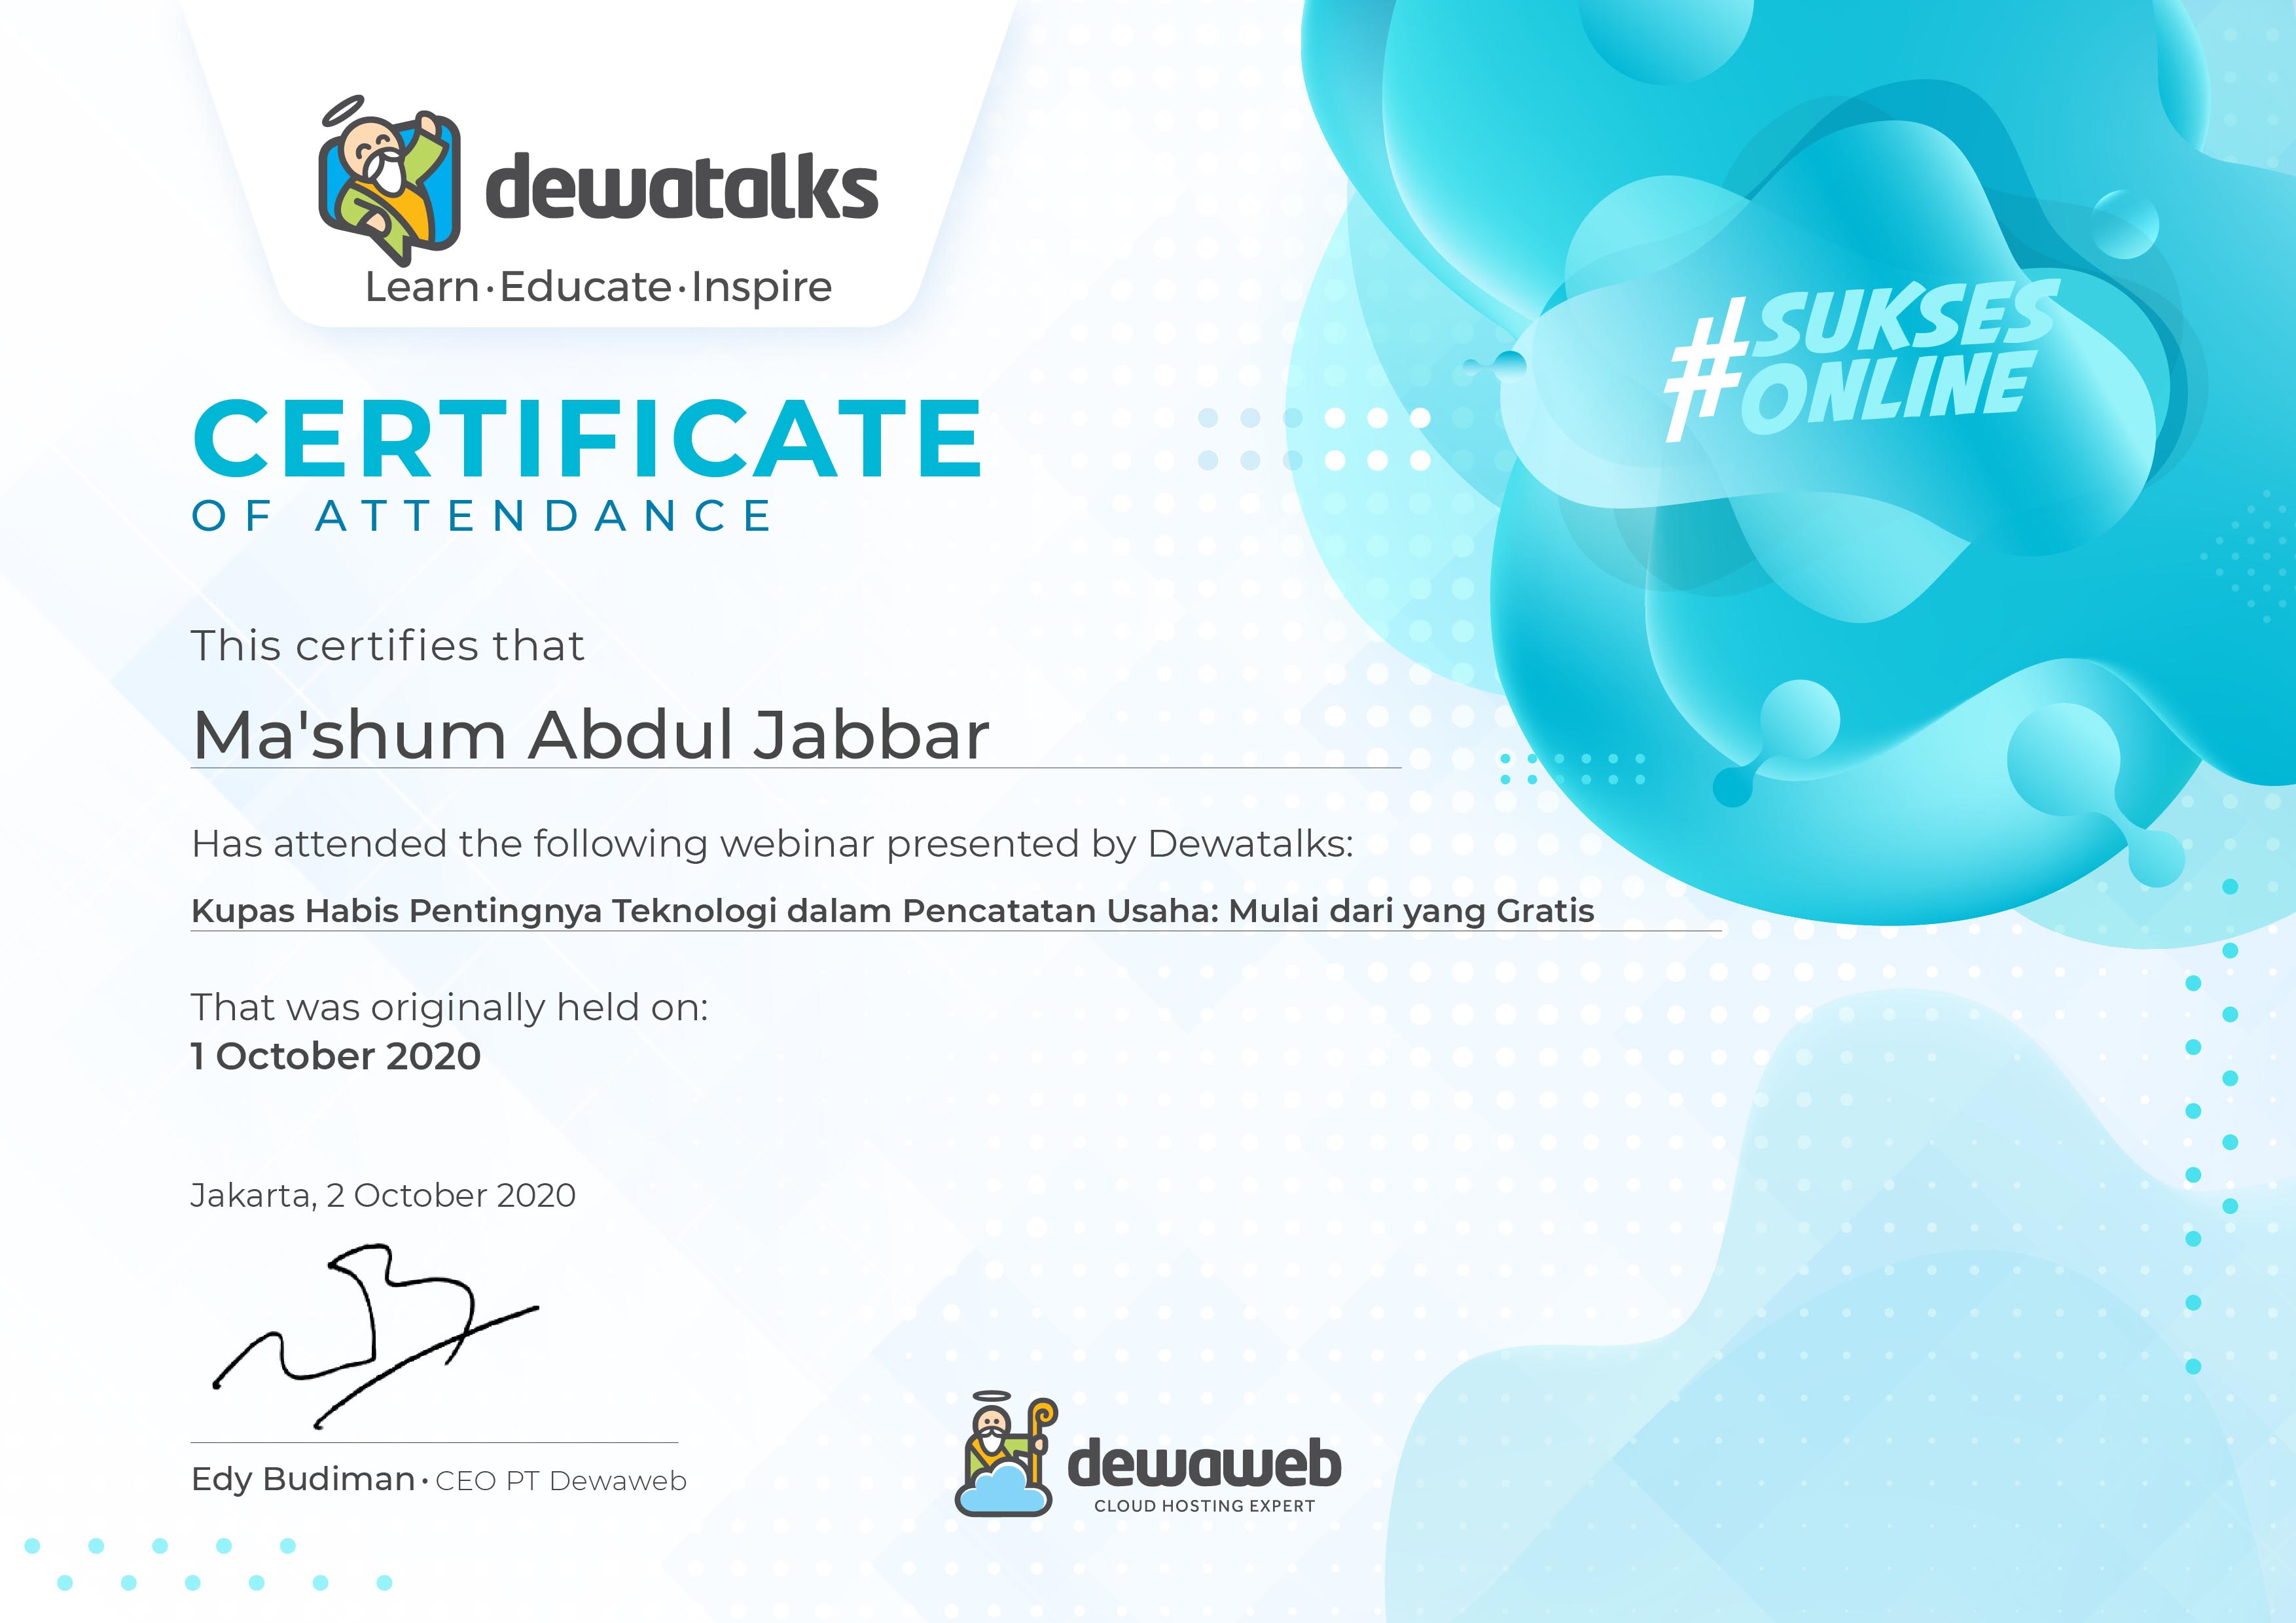 dewatalks
Learn·Educate·Inspire
#SUKSES
ONLINE
CERTIFICATE
OF ATTENDANCE
This certifies that
Ma'shum Abdul Jabbar
Has attended the following webinar presented by Dewatalks:
Kupas Habis Pentingnya Teknologi dalam Pencatatan Usaha: Mulai dari yang Gratis
That was originally held on:
1 October 2020
Jakarta, 2 October 2020
Edy Budiman · CEO PT Dewaweb
dewaweb
CLOUD HOSTING EXPERT